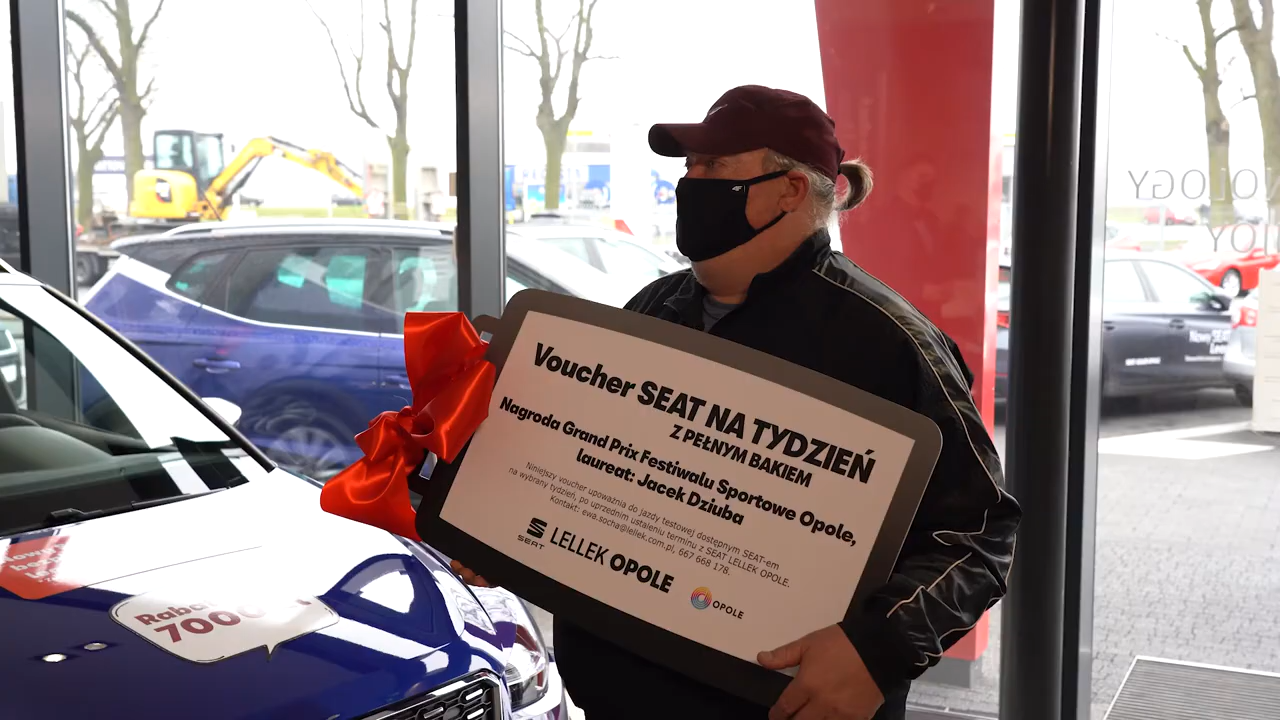 Voucher SEAT NA TYDZIEŃ
Z PEŁNYM BAKIEM
Nagroda Grand Prix Festiwalu Sportowe Opole,
laureat: Jacek Dziuba
Niniejszy voucher upoważnia do jazdy testowej dostępnym SEAT-em
na wybrany tydzień, po uprzednim ustaleniu terminu z SEAT LELLEK OPOLE.
Kontakt: ewa.socha@lellek.com.pl, 667 668 178.
SEAT
LELLEK OPOLE
OPOLE